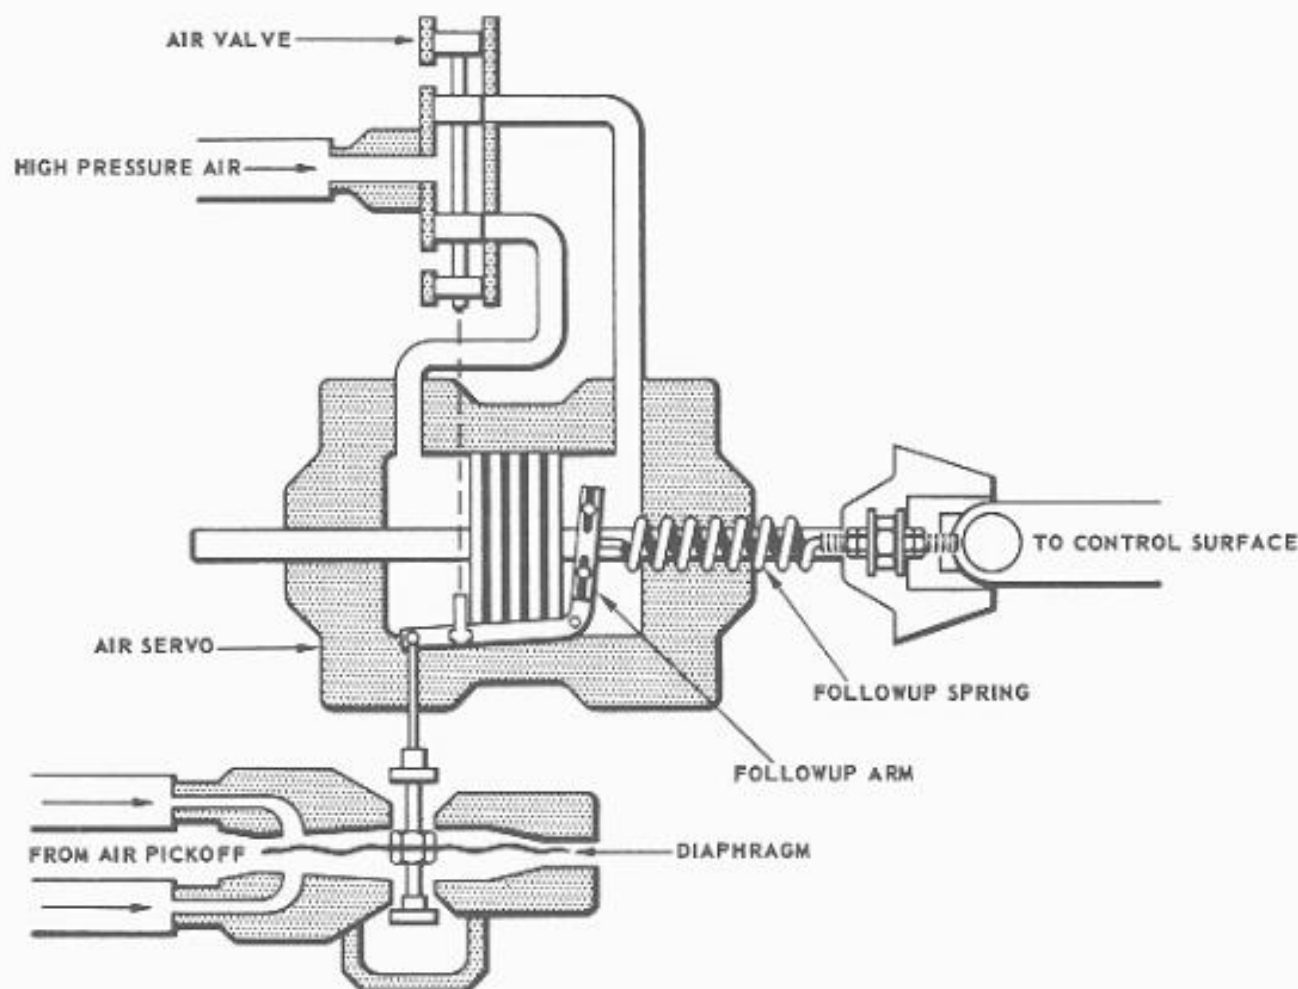 AIR VALVE
HIGH PRESSURE AIR
TO CONTROL SURFACE
AIR SERVO
FOLLOWUP SPRING
FOLLOWUP ARM
FROM AIR PICKOFF
DIAPHRAGM